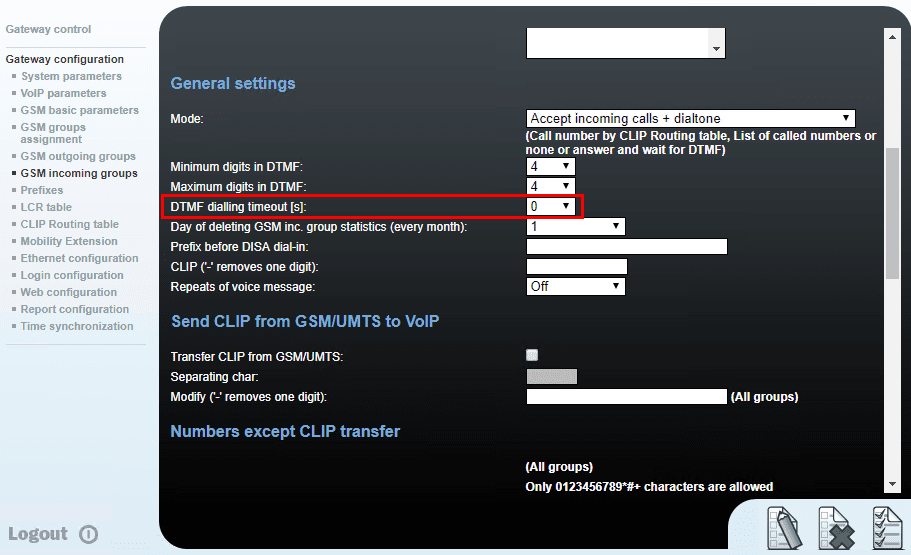 Gateway control
Gateway configuration
System parameters
VoIP parameters
GSM basic parameters
GSM groups
assignment
GSM outgoing groups
GSM incoming groups
Prefixes
LCR table
CLIP Routing table
Mobility Extension
Ethernet configuration
Login configuration
Web configuration
Report configuration
Time synchronization
Logout
General settings
Mode: Accept incoming calls + dialtone
(Call number by CLIP Routing table, List of called numbers or
none or answer and wait for DTMF)
Minimum digits in DTMF: 4
Maximum digits in DTMF: 4
DTMF dialling timeout [s]: 0
Day of deleting GSM inc. group statistics (every month): 1
Prefix before DISA dial-in:
CLIP ('-' removes one digit):
Repeats of voice message: Off
Send CLIP from GSM/UMTS to VoIP
Transfer CLIP from GSM/UMTS:
Separating char:
Modify ('-' removes one digit): (All groups)
Numbers except CLIP transfer
(All groups)
Only 0123456789*#+ characters are allowed